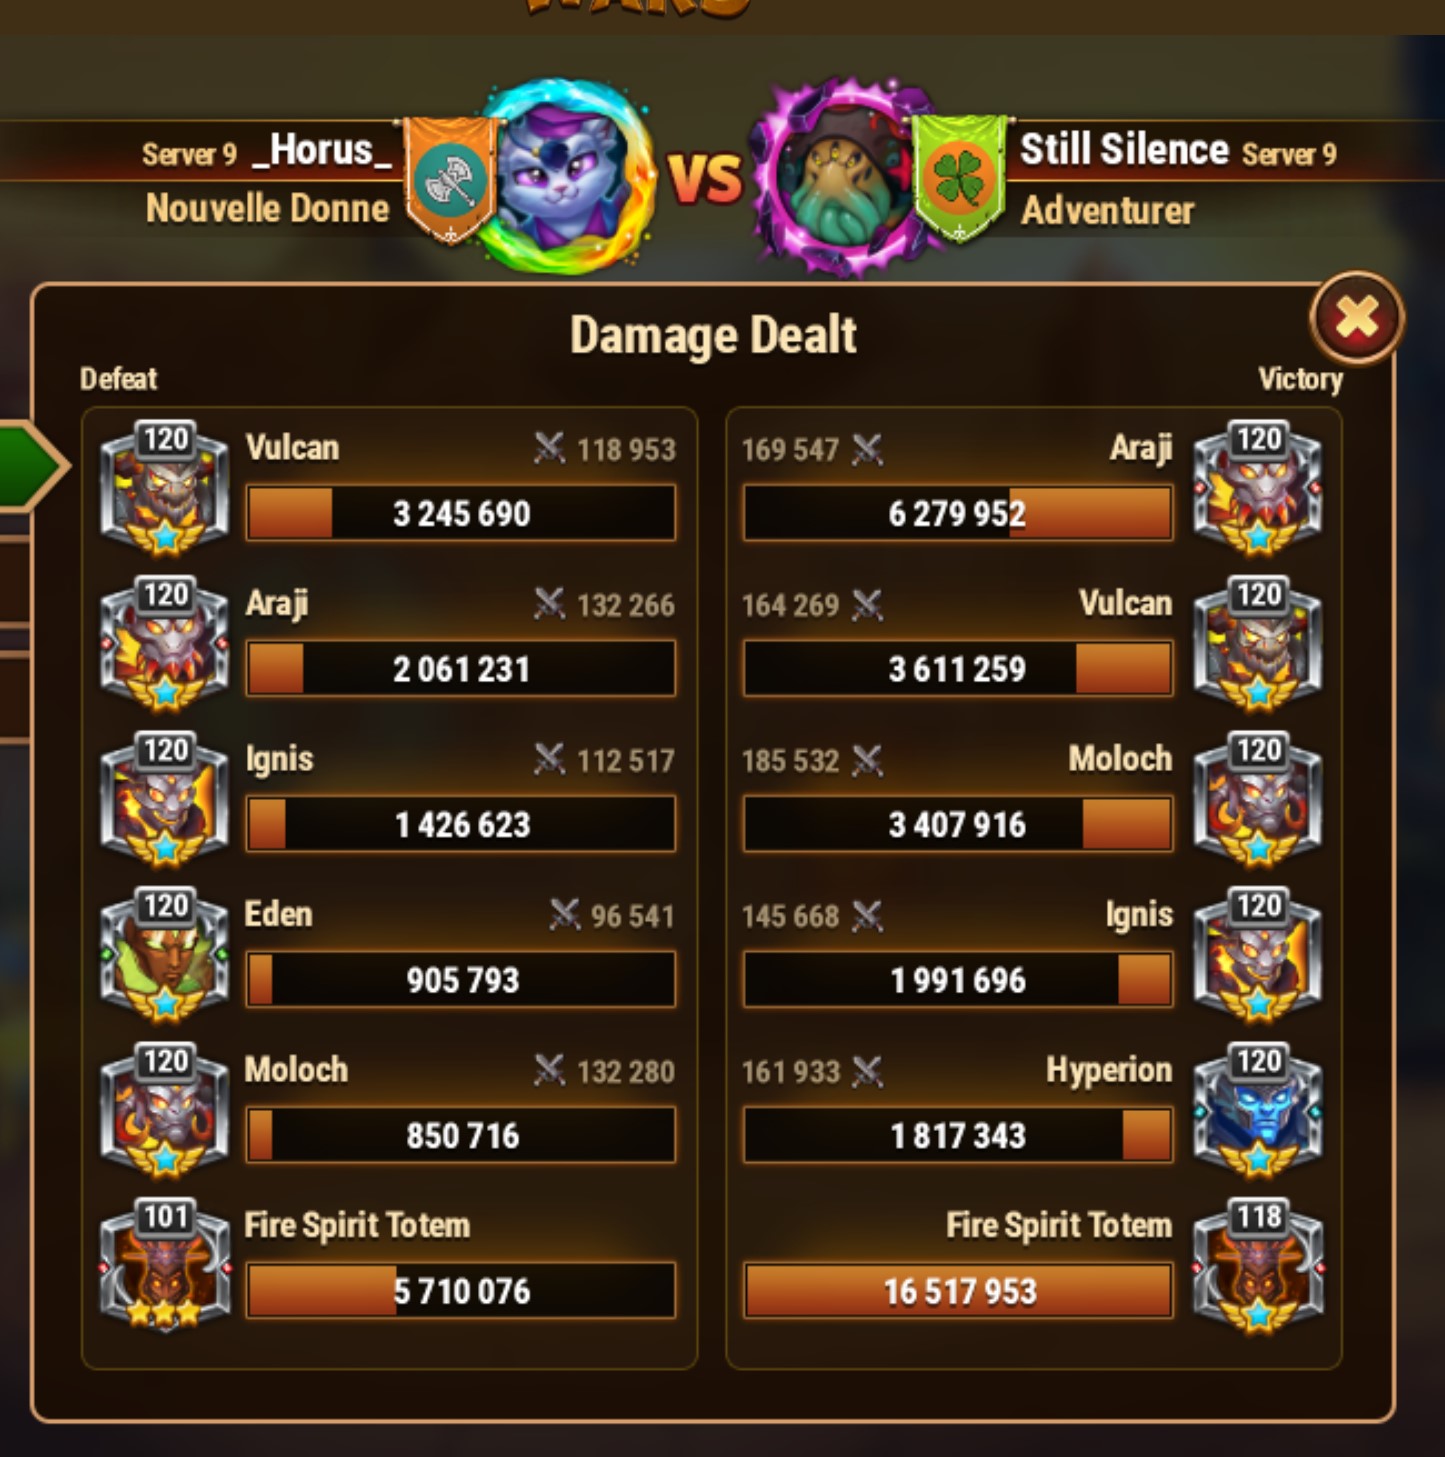 WARS
Server 9 _Horus_
Nouvelle Donne
VS
Still Silence Server 9
Adventurer
Damage Dealt
Defeat
Victory
120 Vulcan 118 953
3 245 690
169 547 Araji 120
6 279 952
120 Araji 132 266
2 061 231
164 269 Vulcan 120
3 611 259
120 Ignis 112 517
1 426 623
185 532 Moloch 120
3 407 916
120 Eden 96 541
905 793
145 668 Ignis 120
1 991 696
120 Moloch 132 280
850 716
161 933 Hyperion 120
1 817 343
101 Fire Spirit Totem
5 710 076
Fire Spirit Totem 118
16 517 953